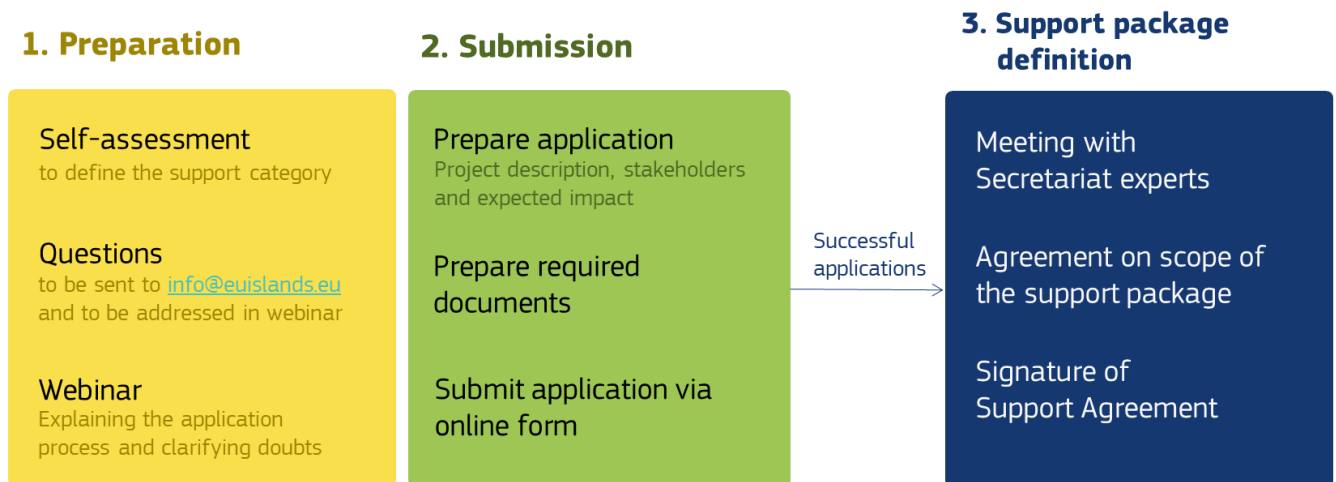 1. Preparation
Self-assessment
to define the support category
Questions
to be sent to info@euislands.eu
and to be addressed in webinar
Webinar
Explaining the application
process and clarifying doubts
2. Submission
Prepare application
Project description, stakeholders
and expected impact
Prepare required
documents
Submit application via
online form
Successful
applications
3. Support package
definition
Meeting with
Secretariat experts
Agreement on scope of
the support package
Signature of
Support Agreement